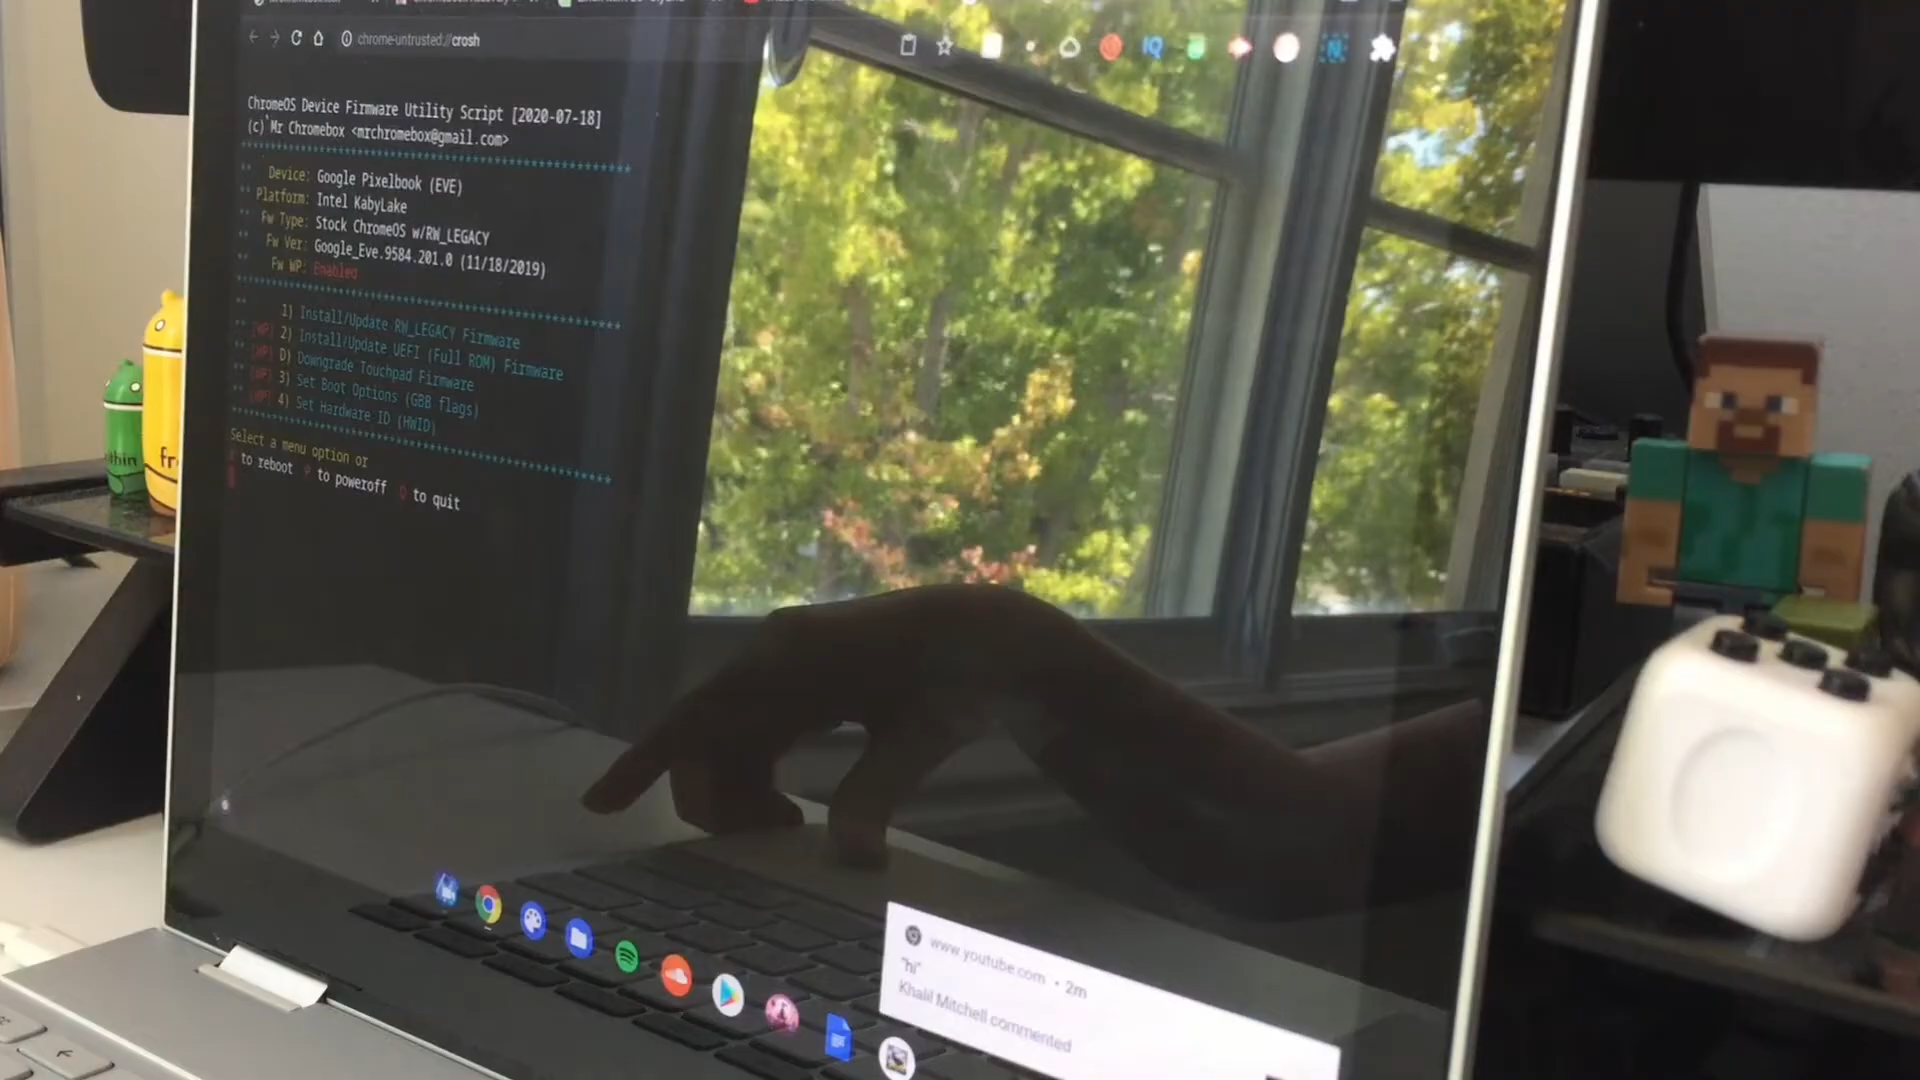 chrome-untrusted://crosh
IQ
N
ChromeOS Device Firmware Utility Script [2020-07-18]
(c) Mr Chromebox <mrchromebox@gmail.com>
************************************************
** Device: Google Pixelbook (EVE)
** Platform: Intel KabyLake
** Fw Type: Stock ChromeOS w/RW_LEGACY
** Fw Ver: Google_Eve.9584.201.0 (11/18/2019)
** Fw WP: Enabled
************************************************
** 1) Install/Update RW_LEGACY Firmware
** [WP] 2) Install/Update UEFI (Full ROM) Firmware
** [WP] D) Downgrade Touchpad Firmware
** [WP] 3) Set Boot Options (GBB flags)
** [WP] 4) Set Hardware ID (HWID)
************************************************
Select a menu option or
to reboot P to poweroff Q to quit
www.youtube.com • 2m
"hi"
Khalil Mitchell commented